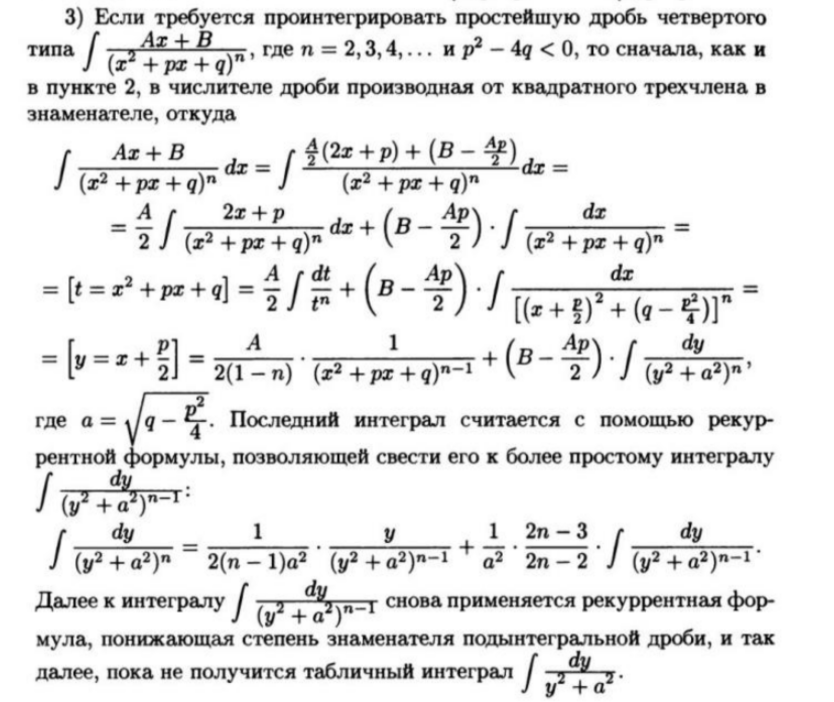 3) Если требуется проинтегрировать простейшую дробь четвертого
типа ∫ (Ax + B)/(x² + px + q)ⁿ, где n = 2, 3, 4, … и p² − 4q < 0, то сначала, как и
в пункте 2, в числителе дроби производная от квадратного трехчлена в
знаменателе, откуда
∫ (Ax + B)/(x² + px + q)ⁿ dx = ∫ (A/2 (2x + p) + (B − Ap/2))/(x² + px + q)ⁿ dx =
= A/2 ∫ (2x + p)/(x² + px + q)ⁿ dx + (B − Ap/2) · ∫ dx/(x² + px + q)ⁿ =
= [t = x² + px + q] = A/2 ∫ dt/tⁿ + (B − Ap/2) · ∫ dx/[(x + p/2)² + (q − p²/4)]ⁿ =
= [y = x + p/2] = A/(2(1 − n)) · 1/(x² + px + q)ⁿ⁻¹ + (B − Ap/2) · ∫ dy/(y² + a²)ⁿ,
где a = √(q − p²/4). Последний интеграл считается с помощью рекур-
рентной формулы, позволяющей свести его к более простому интегралу
∫ dy/(y² + a²)ⁿ⁻¹:
∫ dy/(y² + a²)ⁿ = 1/(2(n − 1)a²) · y/(y² + a²)ⁿ⁻¹ + 1/a² · (2n − 3)/(2n − 2) · ∫ dy/(y² + a²)ⁿ⁻¹.
Далее к интегралу ∫ dy/(y² + a²)ⁿ⁻¹ снова применяется рекуррентная фор-
мула, понижающая степень знаменателя подынтегральной дроби, и так
далее, пока не получится табличный интеграл ∫ dy/(y² + a²).